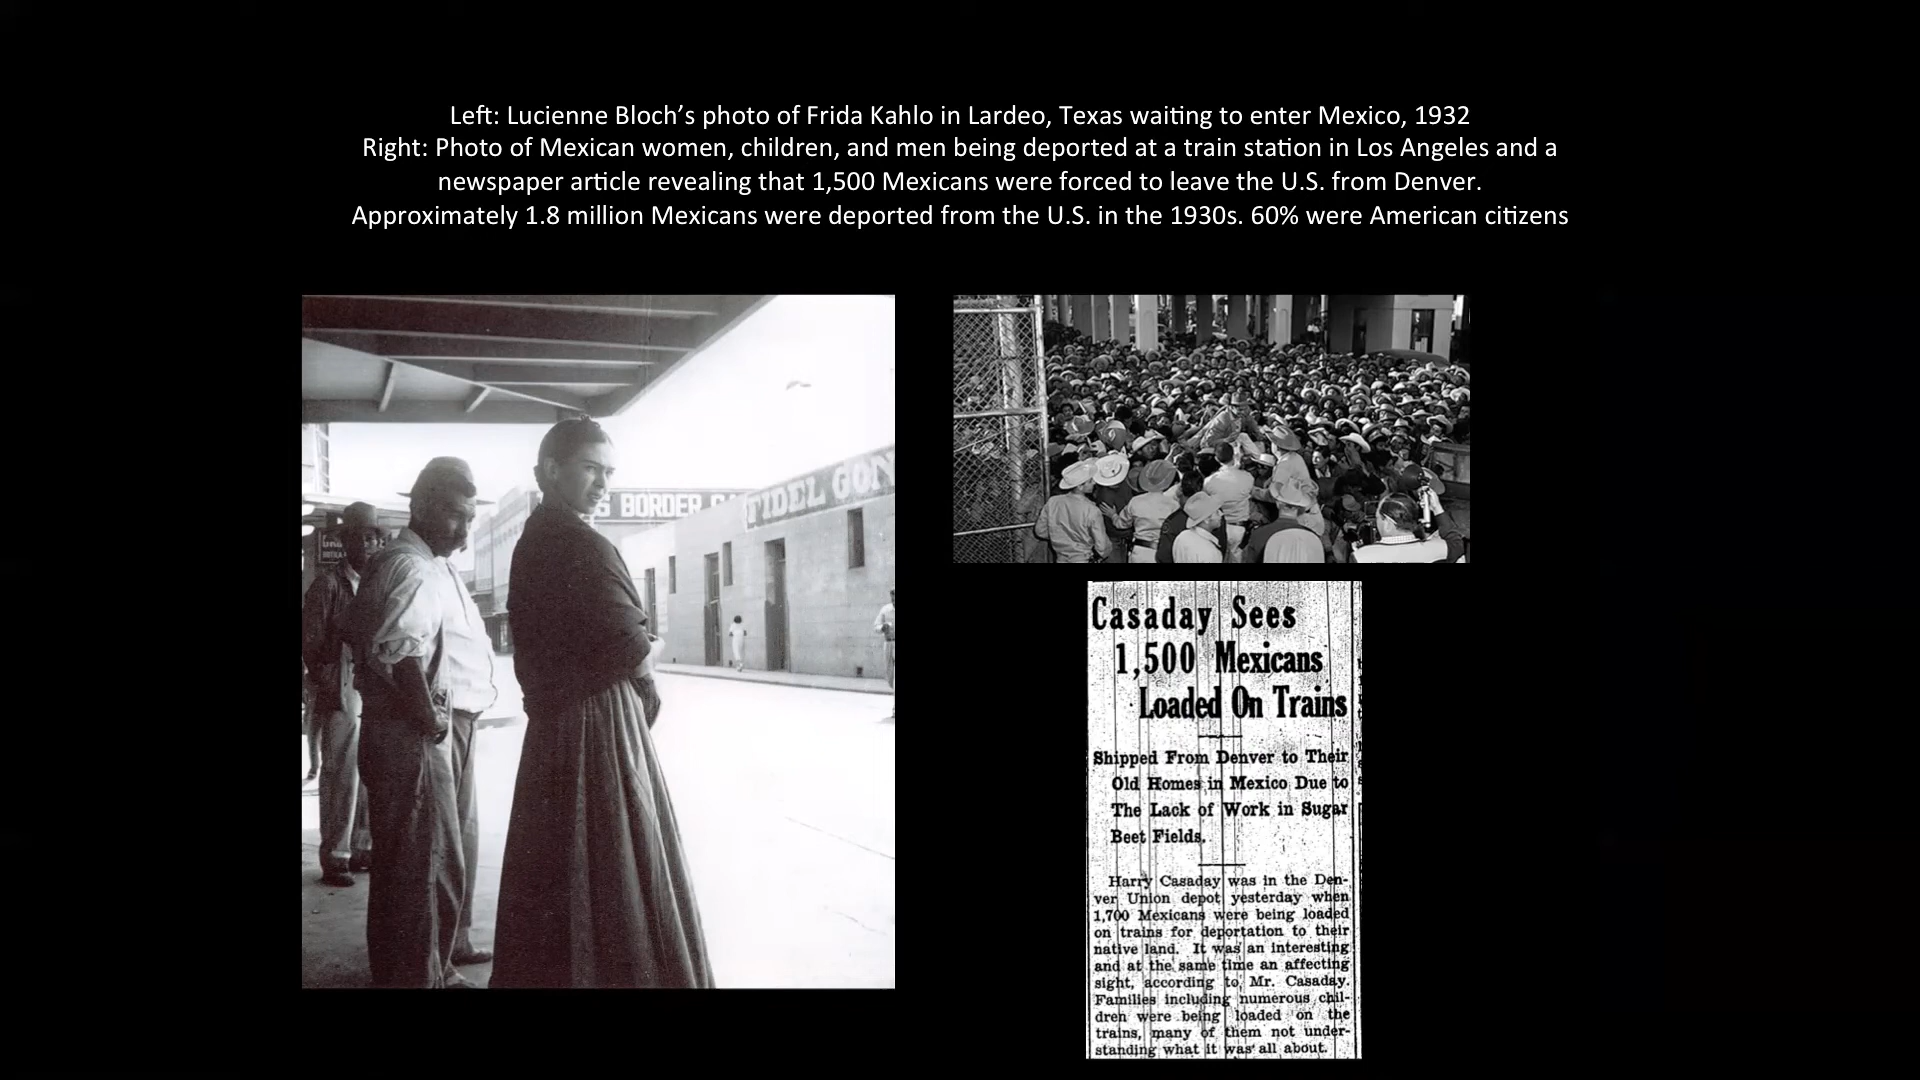 Left: Lucienne Bloch’s photo of Frida Kahlo in Lardeo, Texas waiting to enter Mexico, 1932
Right: Photo of Mexican women, children, and men being deported at a train station in Los Angeles and a
newspaper article revealing that 1,500 Mexicans were forced to leave the U.S. from Denver.
Approximately 1.8 million Mexicans were deported from the U.S. in the 1930s. 60% were American citizens
S BORDER
FIDEL GON
Casaday Sees
1,500 Mexicans
Loaded On Trains
Shipped From Denver to Their
Old Homes in Mexico Due to
The Lack of Work in Sugar
Beet Fields.
Harry Casaday was in the Den-
ver Union depot yesterday when
1,700 Mexicans were being loaded
on trains for deportation to their
native land. It was an interesting
and at the same time an affecting
sight, according to Mr. Casaday.
Families including numerous chil-
dren were being loaded on the
trains, many of them not under-
standing what it was all about.